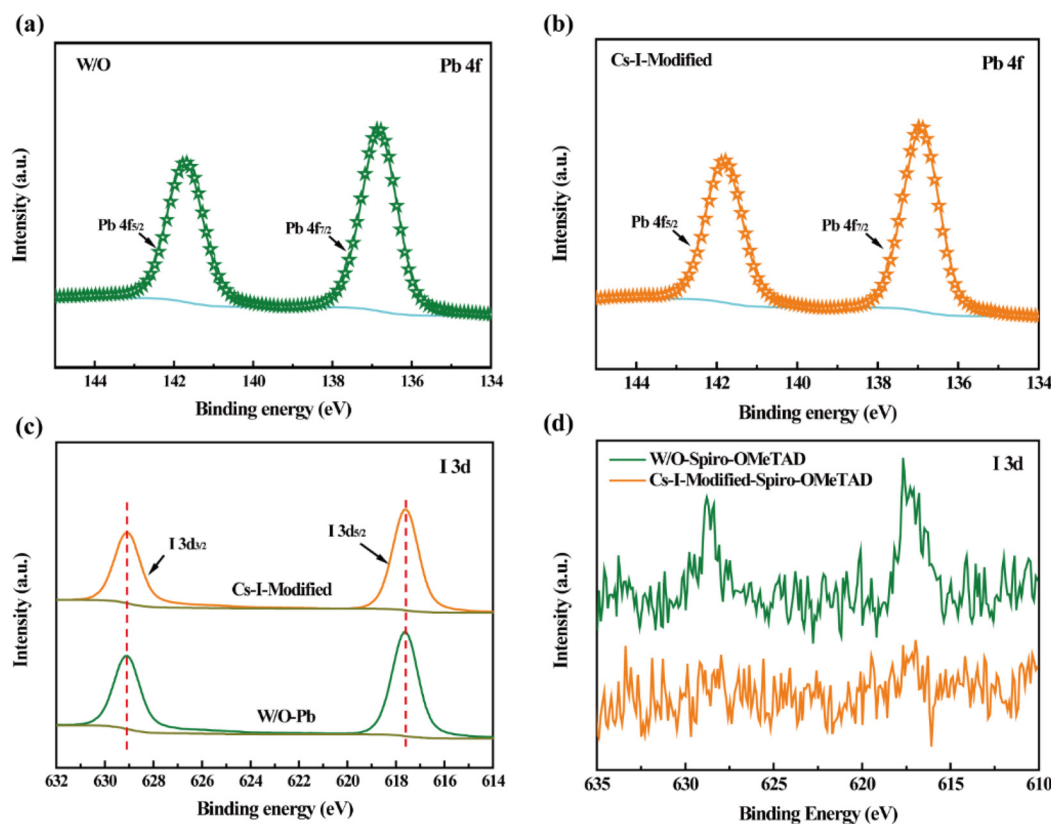 (a)
W/O
Pb 4f
Pb 4f5/2
Pb 4f7/2
Intensity (a.u.)
144 142 140 138 136 134
Binding energy (eV)
(b)
Cs-I-Modified
Pb 4f
Pb 4f5/2
Pb 4f7/2
Intensity (a.u.)
144 142 140 138 136 134
Binding energy (eV)
(c)
I 3d
I 3d3/2
I 3d5/2
Cs-I-Modified
W/O-Pb
Intensity (a.u.)
632 630 628 626 624 622 620 618 616 614
Binding energy (eV)
(d)
W/O-Spiro-OMeTAD
Cs-I-Modified-Spiro-OMeTAD
I 3d
Intensity (a.u.)
635 630 625 620 615 610
Binding Energy (eV)